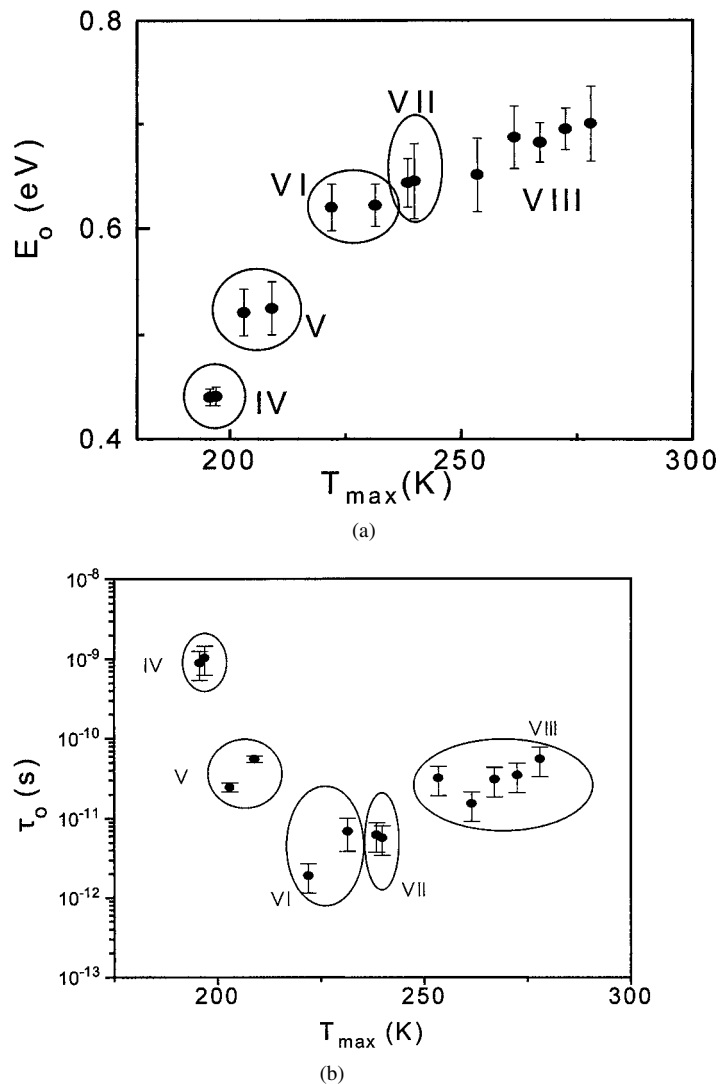 0.8
VII
E_o (eV)
VI
0.6
VIII
V
IV
0.4
200
250
300
T_max(K)
(a)
10^-8
IV
10^-9
10^-10
VIII
V
τ_o (s)
10^-11
VI
VII
10^-12
10^-13
200
250
300
T_max (K)
(b)